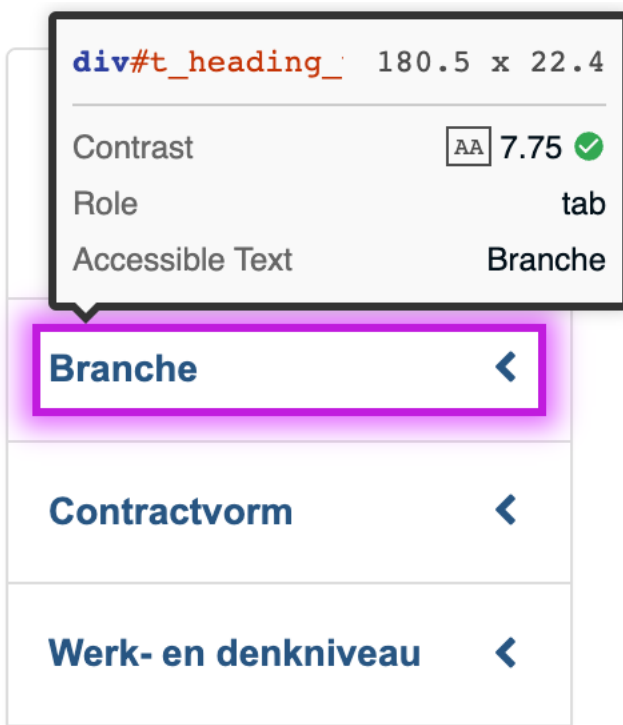 div#t_heading_ 180.5 x 22.4
Contrast AA 7.75
Role tab
Accessible Text Branche
Branche
Contractvorm
Werk- en denkniveau